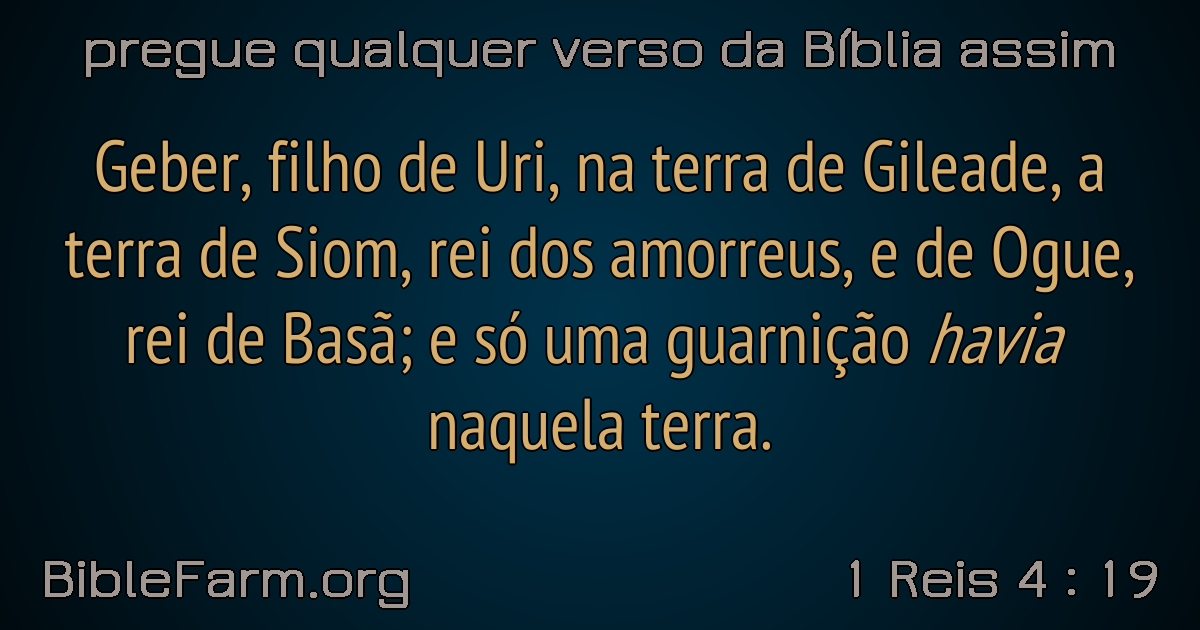 pregue qualquer verso da Bíblia assim
Geber, filho de Uri, na terra de Gileade, a
terra de Siom, rei dos amorreus, e de Ogue,
rei de Basã; e só uma guarnição havia
naquela terra.
BibleFarm.org
1 Reis 4 : 19